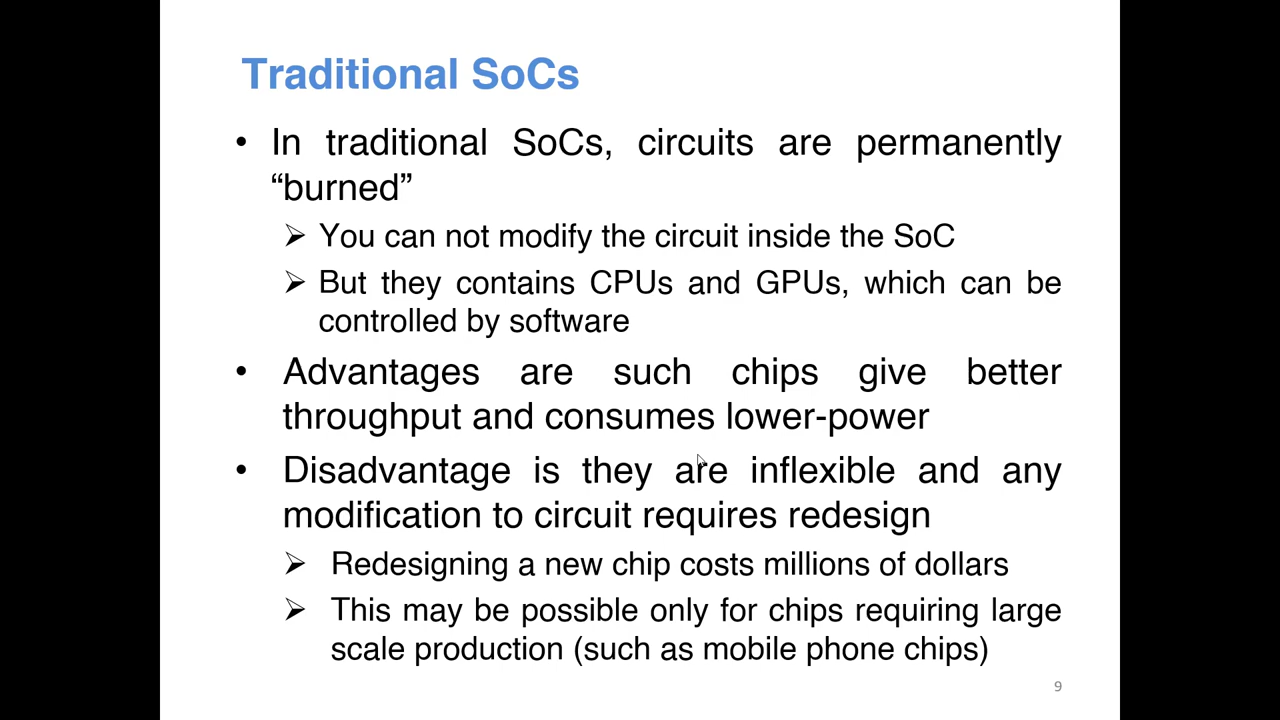 Traditional SoCs
• In traditional SoCs, circuits are permanently
“burned”
➢ You can not modify the circuit inside the SoC
➢ But they contains CPUs and GPUs, which can be
controlled by software
• Advantages are such chips give better
throughput and consumes lower-power
• Disadvantage is they are inflexible and any
modification to circuit requires redesign
➢ Redesigning a new chip costs millions of dollars
➢ This may be possible only for chips requiring large
scale production (such as mobile phone chips)
9